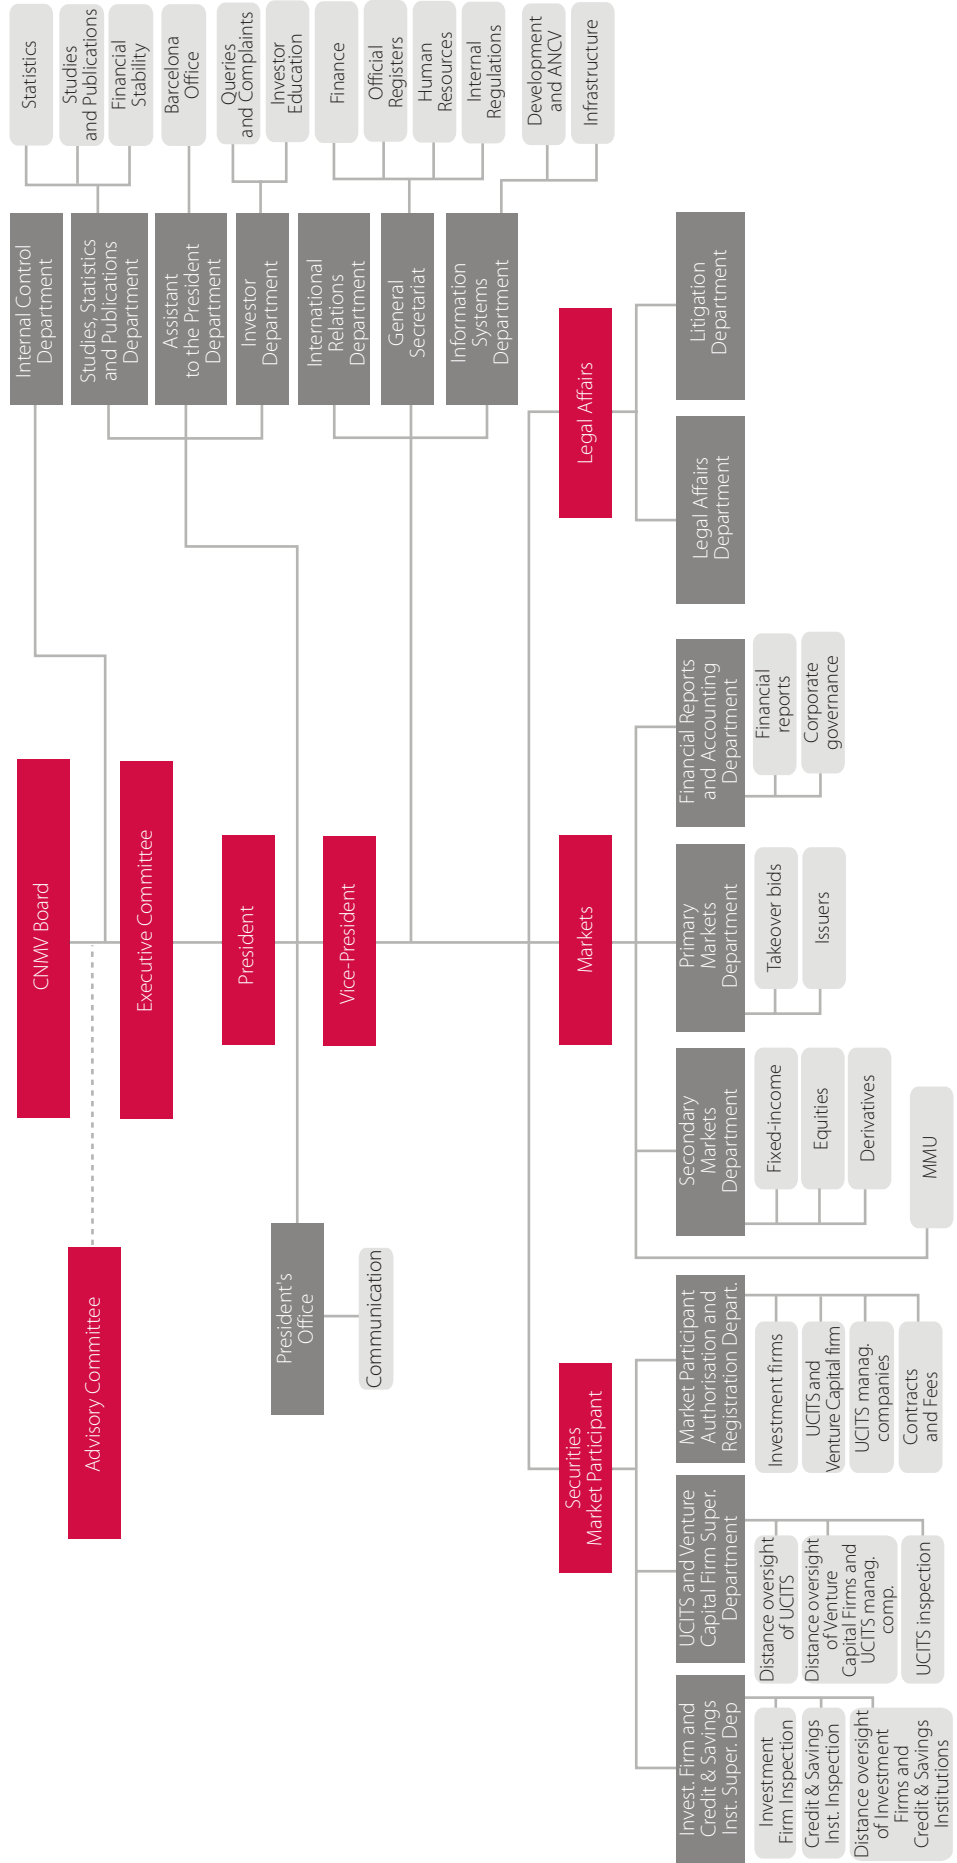 CNMV Board
Advisory Committee
Executive Committee
President
Vice-President
President's
Office
Communication
Internal Control
Department
Studies, Statistics
and Publications
Department
Statistics
Studies
and Publications
Financial
Stability
Assistant
to the President
Department
Barcelona
Office
Investor
Department
Queries
and Complaints
Investor
Education
International
Relations
Department
General
Secretariat
Finance
Official
Registers
Human
Resources
Internal
Regulations
Information
Systems
Department
Development
and ANCV
Infrastructure
Securities
Market Participant
Markets
Legal Affairs
Invest. Firm and
Credit & Savings
Inst. Super. Dep
Investment
Firm Inspection
Credit & Savings
Inst. Inspection
Distance oversight
of Investment
Firms and
Credit & Savings
Institutions
UCITS and Venture
Capital Firm Super.
Department
Distance oversight
of UCITS
Distance oversight
of Venture
Capital Firms and
UCITS manag.
comp.
UCITS inspection
Market Participant
Authorisation and
Registration Depart.
Investment firms
UCITS and
Venture Capital firm
UCITS manag.
companies
Contracts
and Fees
Secondary
Markets
Department
Fixed-income
Equities
Derivatives
MMU
Primary
Markets
Department
Takeover bids
Issuers
Financial Reports
and Accounting
Department
Financial
reports
Corporate
governance
Legal Affairs
Department
Litigation
Department